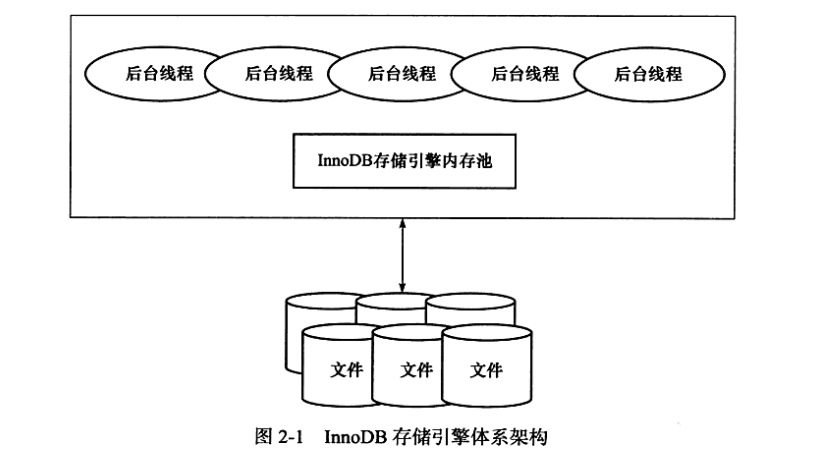 后台线程 后台线程 后台线程 后台线程 后台线程
InnoDB存储引擎内存池
文件 文件 文件
图 2-1 InnoDB 存储引擎体系架构